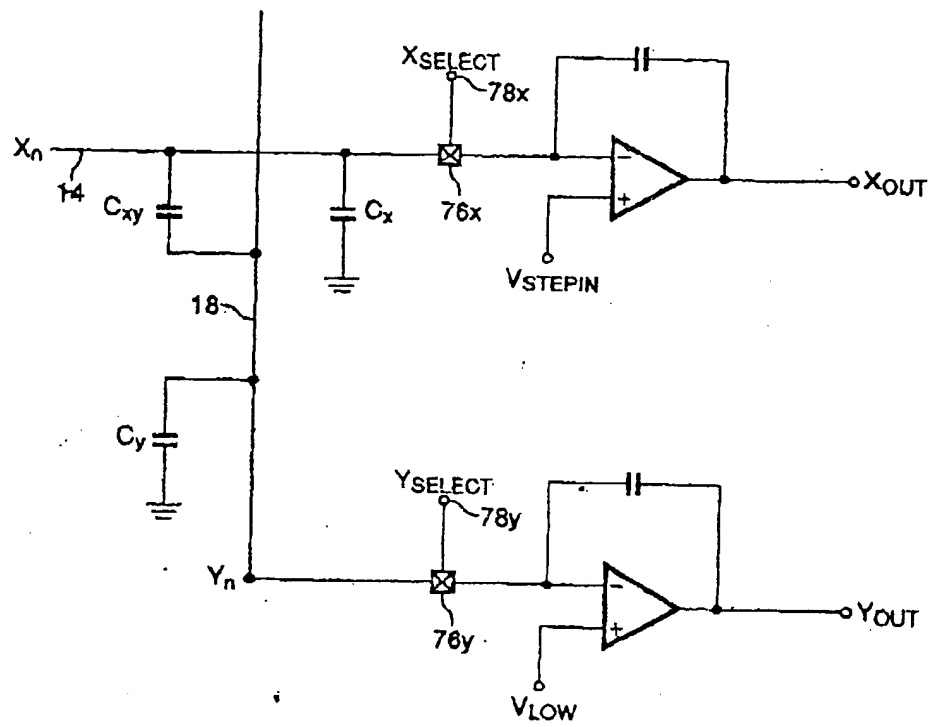 XSELECT
78x
Xn
14
Cxy
Cx
76x
XOUT
VSTEPIN
18
Cy
YSELECT
78y
Yn
76y
YOUT
VLOW